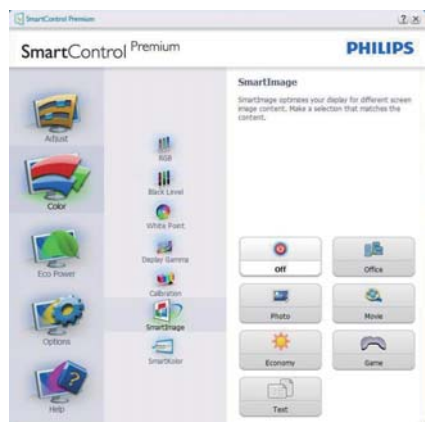 SmartControl Premium
SmartControl Premium
PHILIPS
Adjust
Color
Eco Power
Options
Help
RGB
Black Level
White Point
Display Gamma
Calibration
SmartImage
SmartKolor
SmartImage
SmartImage optimizes your display for different screen
image content. Make a selection that matches the
content.
Off
Office
Photo
Movie
Economy
Game
Text